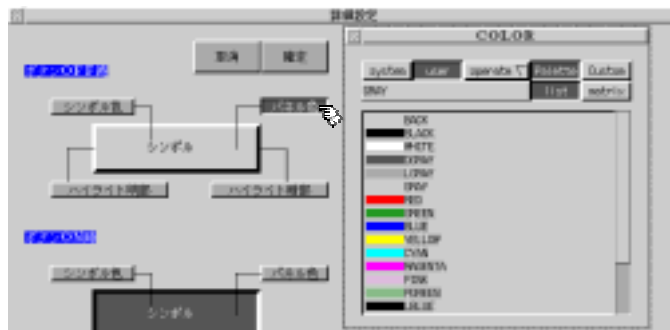 詳細設定
取消 確定
ボタンOFF時
シンボル色 パネル色
シンボル
ハイライト明部 ハイライト暗部
ボタンON時
シンボル色 パネル色
シンボル
COLOR
system user operate Palette Custom
GRAY list matrix
BACK
BLACK
WHITE
DGRAY
LGRAY
GRAY
RED
GREEN
BLUE
YELLOW
CYAN
MAGENTA
PINK
PGREEN
LBLUE